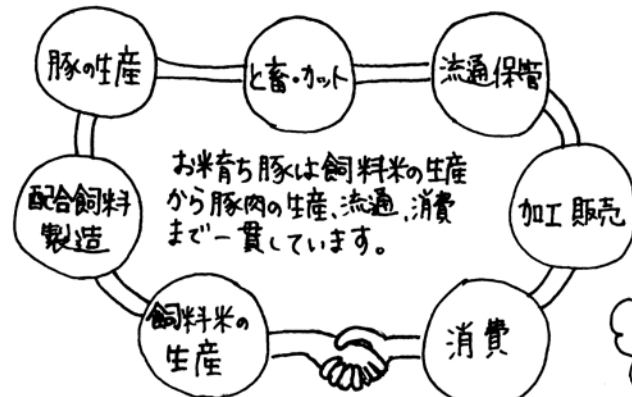 豚の生産
と畜・カット
流通保管
お米育ち豚は飼料米の生産
から豚肉の生産、流通、消費
まで一貫しています。
配合飼料
製造
加工販売
飼料米の
生産
消費